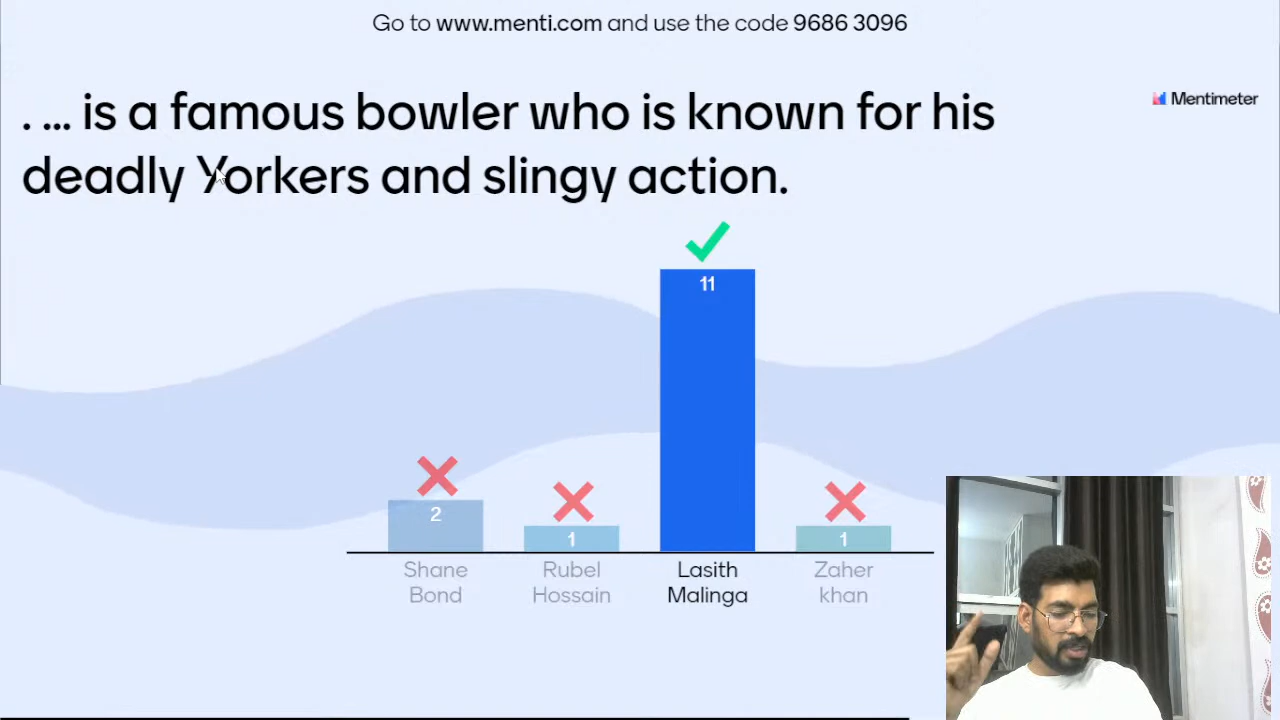 Go to www.menti.com and use the code 9686 3096
Mentimeter
. ... is a famous bowler who is known for his
deadly Yorkers and slingy action.
11
2
1
1
Shane
Bond
Rubel
Hossain
Lasith
Malinga
Zaher
khan